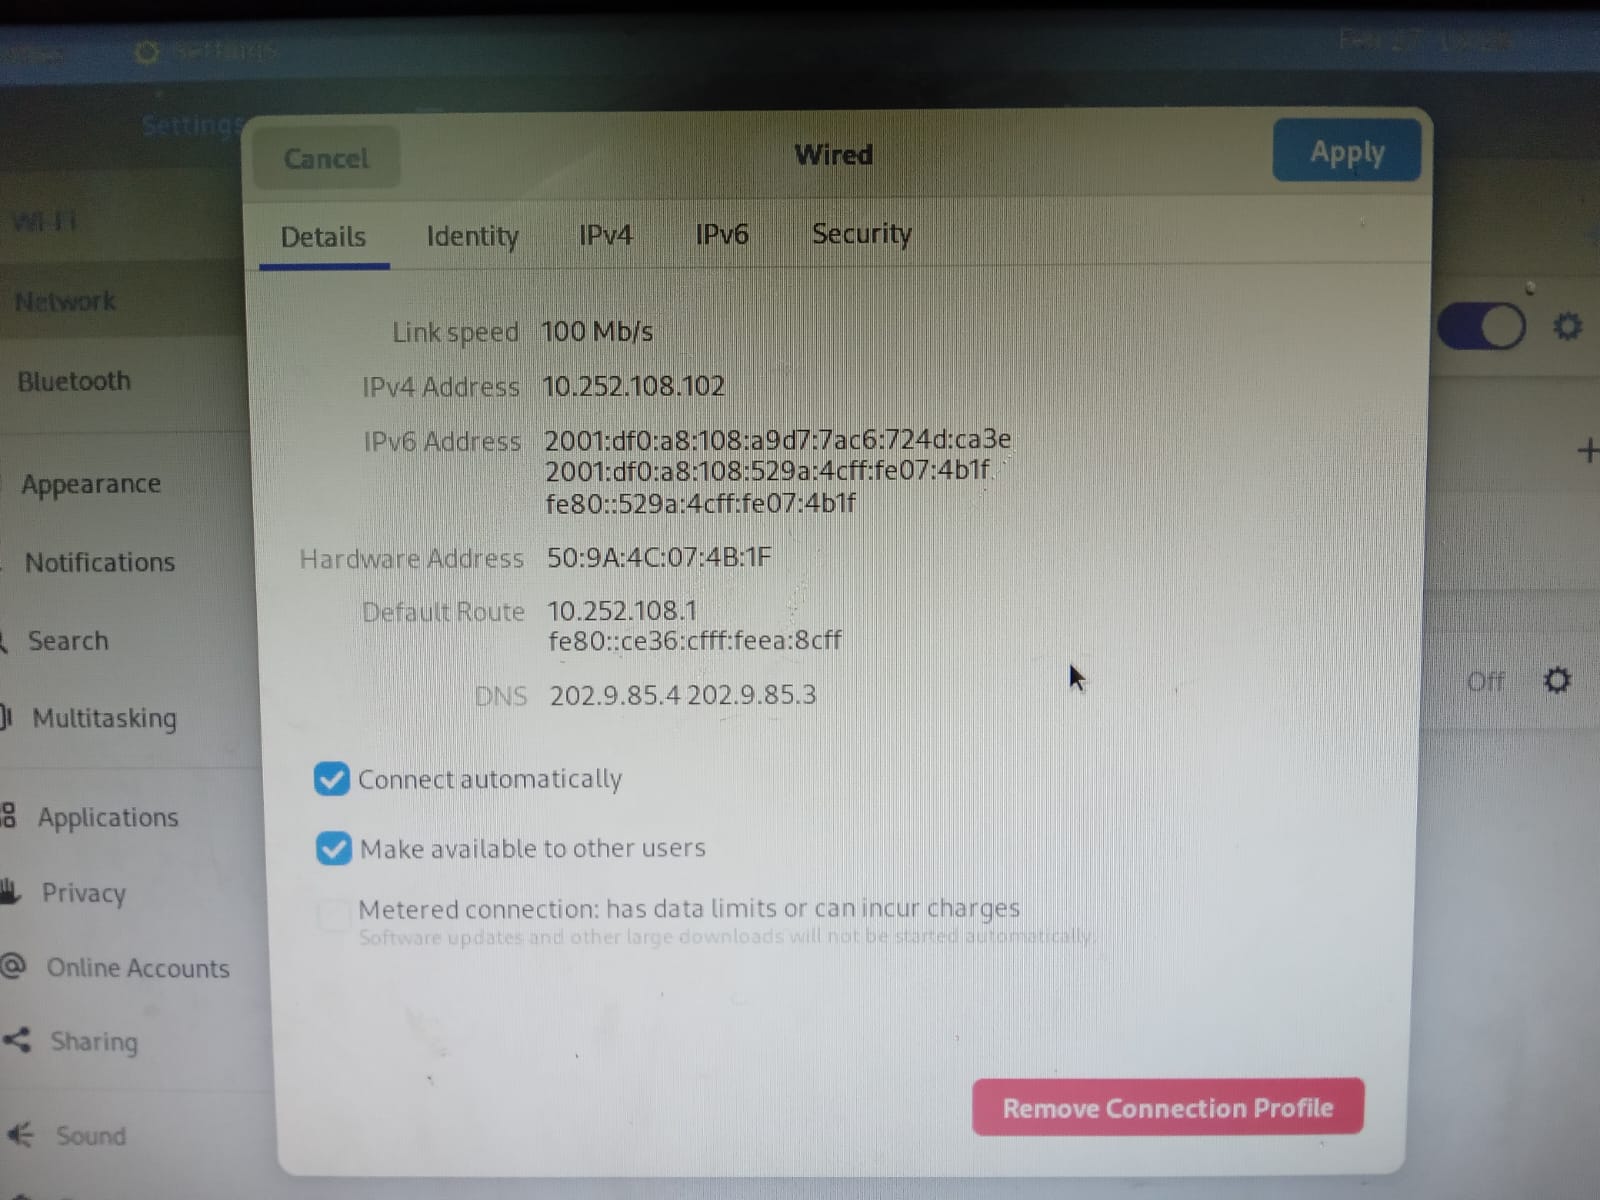 Settings
Settings
Cancel
Wired
Apply
Wi-Fi
Network
Bluetooth
Appearance
Notifications
Search
Multitasking
Applications
Privacy
Online Accounts
Sharing
Sound
Details Identity IPv4 IPv6 Security
Link speed 100 Mb/s
IPv4 Address 10.252.108.102
IPv6 Address 2001:df0:a8:108:a9d7:7ac6:724d:ca3e
2001:df0:a8:108:529a:4cff:fe07:4b1f
fe80::529a:4cff:fe07:4b1f
Hardware Address 50:9A:4C:07:4B:1F
Default Route 10.252.108.1
fe80::ce36:cfff:feea:8cff
DNS 202.9.85.4 202.9.85.3
Connect automatically
Make available to other users
Metered connection: has data limits or can incur charges
Software updates and other large downloads will not be started automatically.
Remove Connection Profile
Off